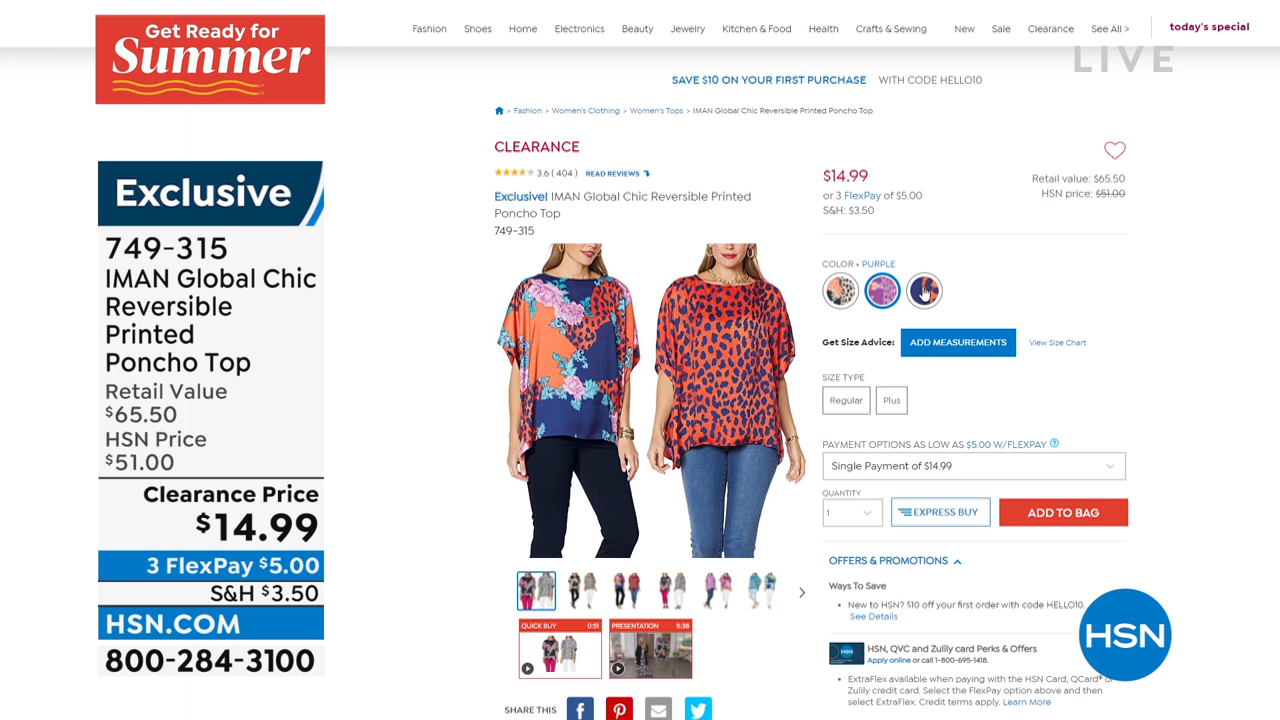 Get Ready for
Summer
Fashion Shoes Home Electronics Beauty Jewelry Kitchen & Food Health Crafts & Sewing New Sale Clearance See All > today's special
LIVE
SAVE $10 ON YOUR FIRST PURCHASE WITH CODE HELLO10
> Fashion > Women's Clothing > Women's Tops > IMAN Global Chic Reversible Printed Poncho Top
CLEARANCE
3.6 ( 404 ) READ REVIEWS
Exclusive! IMAN Global Chic Reversible Printed
Poncho Top
749-315
$14.99
or 3 FlexPay of $5.00
S&H: $3.50
Retail value: $65.50
HSN price: $51.00
Exclusive
749-315
IMAN Global Chic
Reversible
Printed
Poncho Top
Retail Value
$65.50
HSN Price
$51.00
Clearance Price
$14.99
3 FlexPay $5.00
S&H $3.50
HSN.COM
800-284-3100
COLOR • PURPLE
Get Size Advice: ADD MEASUREMENTS View Size Chart
SIZE TYPE
Regular Plus
PAYMENT OPTIONS AS LOW AS $5.00 W/FLEXPAY ?
Single Payment of $14.99
QUANTITY
1 EXPRESS BUY ADD TO BAG
OFFERS & PROMOTIONS
Ways To Save
• New to HSN? $10 off your first order with code HELLO10.
See Details
HSN
HSN, QVC and Zulily card Perks & Offers
Apply online or call 1-800-695-1418.
• ExtraFlex available when paying with the HSN Card, QCard® or
Zulily credit card. Select the FlexPay option above and then
select ExtraFlex. Credit terms apply. Learn More
QUICK BUY 0:51 PRESENTATION 5:38
SHARE THIS
HSN